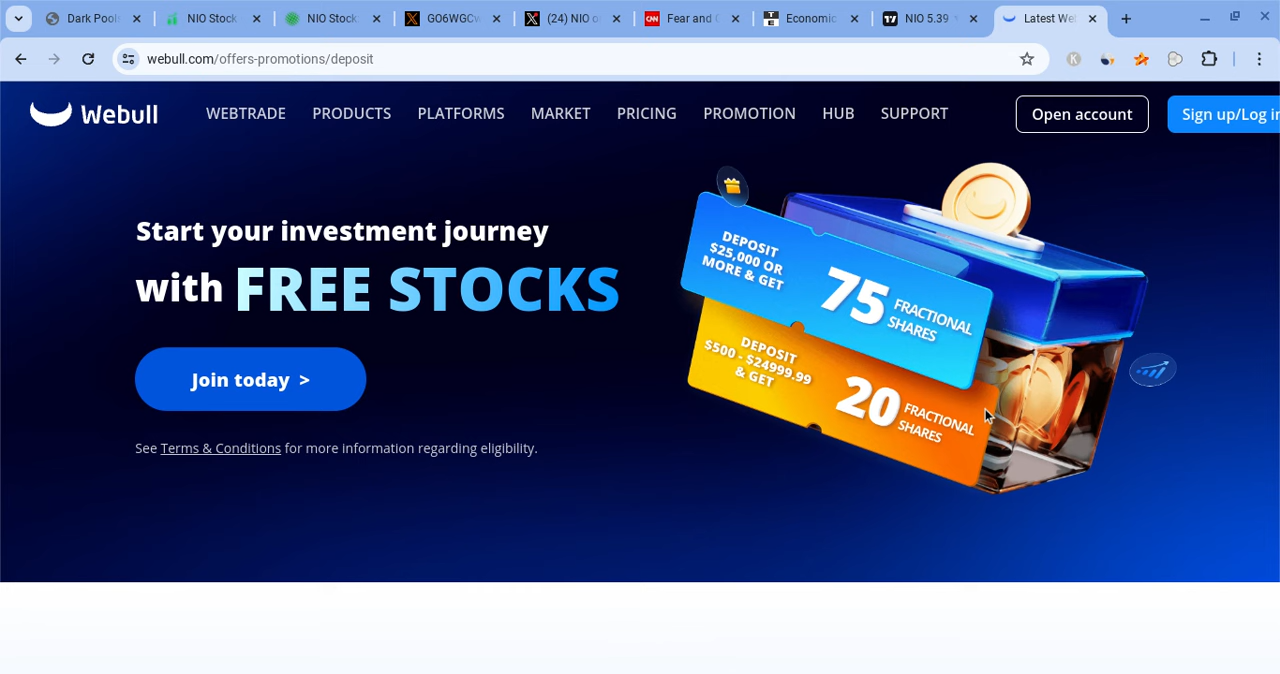 Dark Pool
NIO Stock
NIO Stock
GO6WGC
(24) NIO o
Fear and G
Economic
NIO 5.39
Latest We
webull.com/offers-promotions/deposit
Webull
WEBTRADE
PRODUCTS
PLATFORMS
MARKET
PRICING
PROMOTION
HUB
SUPPORT
Open account
Sign up/Log in
Start your investment journey
with FREE STOCKS
Join today >
See Terms & Conditions for more information regarding eligibility.
DEPOSIT
$25,000 OR
MORE & GET
75
FRACTIONAL
SHARES
DEPOSIT
$500 - $24999.99
& GET
20
FRACTIONAL
SHARES